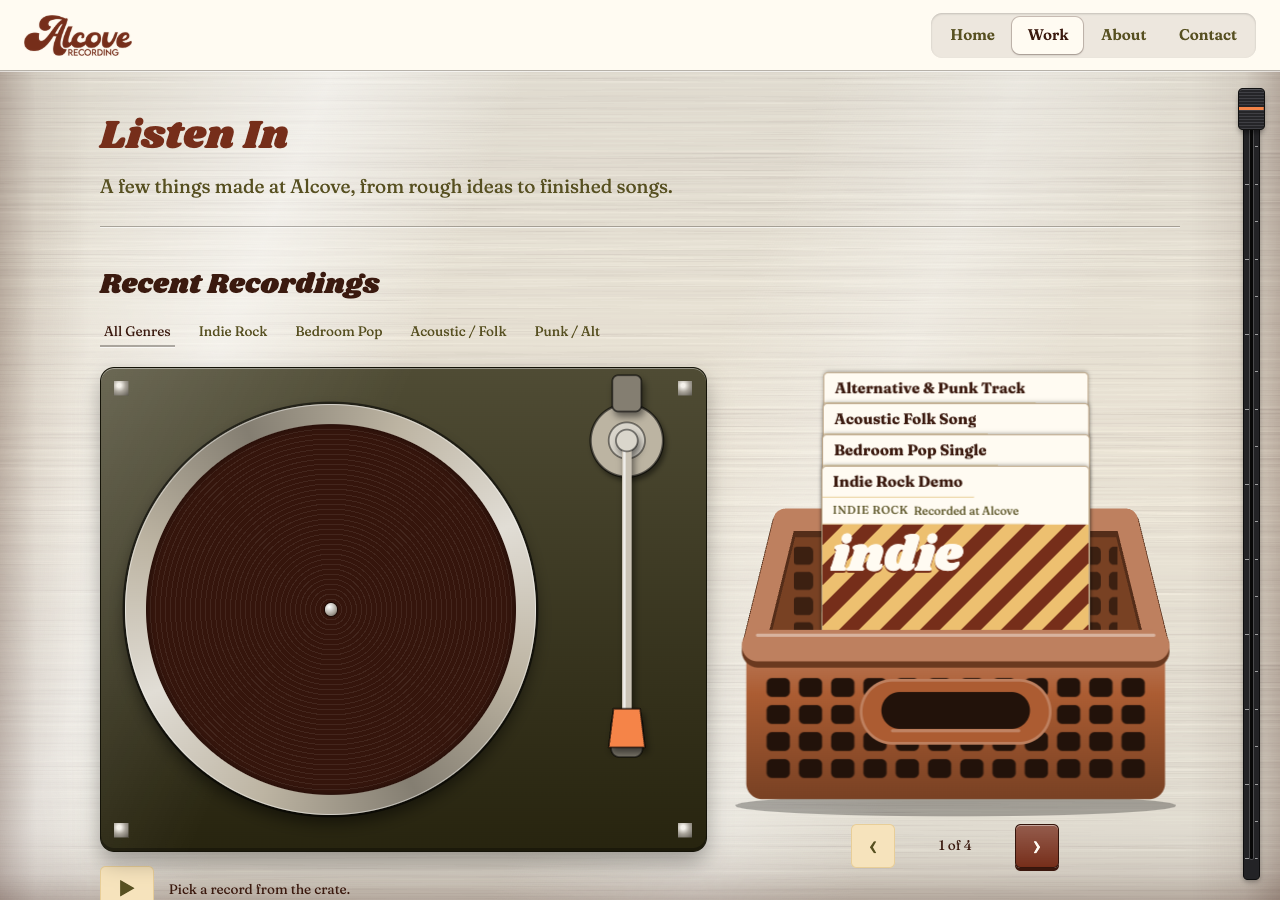 Alcove
RECORDING
Home Work About Contact
Listen In
A few things made at Alcove, from rough ideas to finished songs.
Recent Recordings
All Genres Indie Rock Bedroom Pop Acoustic / Folk Punk / Alt
Alternative & Punk Track
Acoustic Folk Song
Bedroom Pop Single
Indie Rock Demo
INDIE ROCK Recorded at Alcove
indie
1 of 4
Pick a record from the crate.